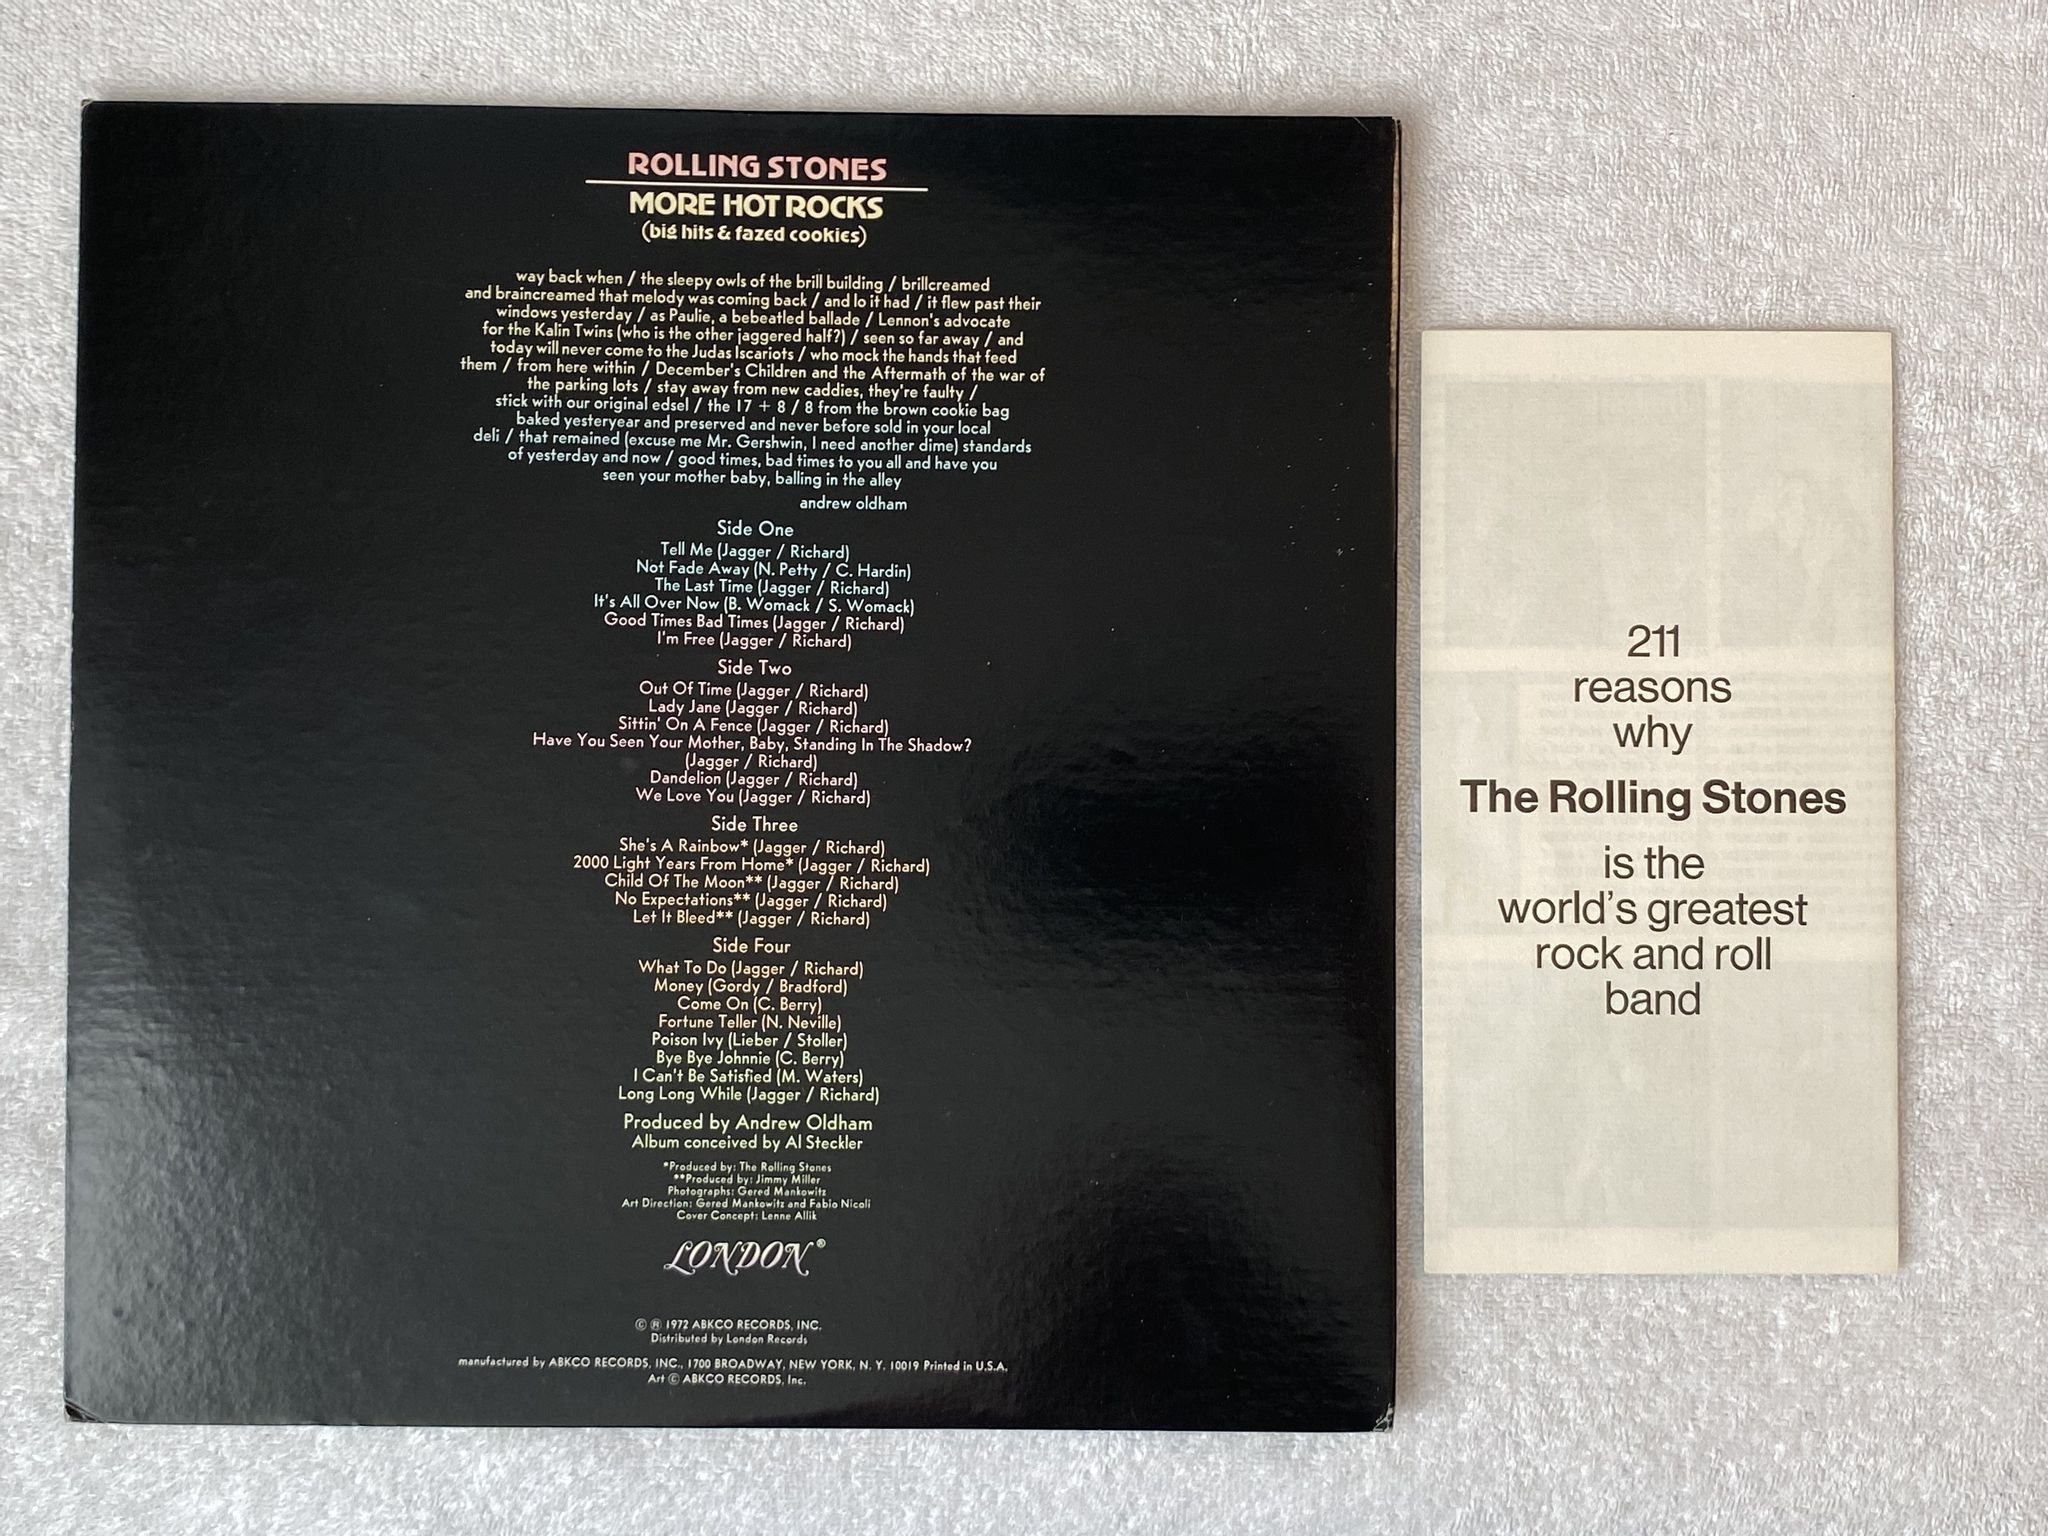 ROLLING STONES
MORE HOT ROCKS
(big hits & fazed cookies)
way back when / the sleepy owls of the brill building / brillcreamed
and braincreamed that melody was coming back / and lo it had / it flew past their
windows yesterday / as Paulie, a bebeatled ballade / Lennon's advocate
for the Kalin Twins (who is the other jaggered half?) / seen so far away / and
today will never come to the Judas Iscariots / who mock the hands that feed
them / from here within / December's Children and the Aftermath of the war of
the parking lots / stay away from new caddies, they're faulty /
stick with our original edsel / the 17 + 8 / 8 from the brown cookie bag
baked yesteryear and preserved and never before sold in your local
deli / that remained (excuse me Mr. Gershwin, I need another dime) standards
of yesterday and now / good times, bad times to you all and have you
seen your mother baby, balling in the alley
andrew oldham
Side One
Tell Me (Jagger / Richard)
Not Fade Away (N. Petty / C. Hardin)
The Last Time (Jagger / Richard)
It's All Over Now (B. Womack / S. Womack)
Good Times Bad Times (Jagger / Richard)
I'm Free (Jagger / Richard)
Side Two
Out Of Time (Jagger / Richard)
Lady Jane (Jagger / Richard)
Sittin' On A Fence (Jagger / Richard)
Have You Seen Your Mother, Baby, Standing In The Shadow?
(Jagger / Richard)
Dandelion (Jagger / Richard)
We Love You (Jagger / Richard)
Side Three
She's A Rainbow* (Jagger / Richard)
2000 Light Years From Home* (Jagger / Richard)
Child Of The Moon** (Jagger / Richard)
No Expectations** (Jagger / Richard)
Let It Bleed** (Jagger / Richard)
Side Four
What To Do (Jagger / Richard)
Money (Gordy / Bradford)
Come On (C. Berry)
Fortune Teller (N. Neville)
Poison Ivy (Lieber / Stoller)
Bye Bye Johnnie (C. Berry)
I Can't Be Satisfied (M. Waters)
Long Long While (Jagger / Richard)
Produced by Andrew Oldham
Album conceived by Al Steckler
*Produced by: The Rolling Stones
**Produced by: Jimmy Miller
Photographs: Gered Mankowitz
Art Direction: Gered Mankowitz and Fabio Nicoli
Cover Concept: Lenne Allik
LONDON®
© ℗ 1972 ABKCO RECORDS, INC.
Distributed by London Records
manufactured by ABKCO RECORDS, INC., 1700 BROADWAY, NEW YORK, N. Y. 10019 Printed in U.S.A.
Art © ABKCO RECORDS, Inc.
211
reasons
why
The Rolling Stones
is the
world's greatest
rock and roll
band